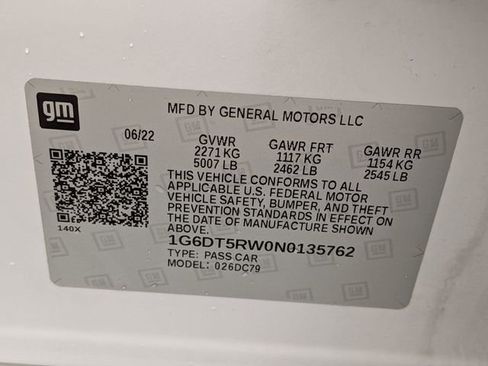 gm
MFD BY GENERAL MOTORS LLC
06/22
GVWR GAWR FRT GAWR RR
2271 KG 1117 KG 1154 KG
5007 LB 2462 LB 2545 LB
THIS VEHICLE CONFORMS TO ALL
APPLICABLE U.S. FEDERAL MOTOR
VEHICLE SAFETY, BUMPER, AND THEFT
PREVENTION STANDARDS IN EFFECT ON
THE DATE OF MANUFACTURE SHOWN
ABOVE.
140X
1G6DT5RW0N0135762
TYPE: PASS CAR
MODEL: 026DC79